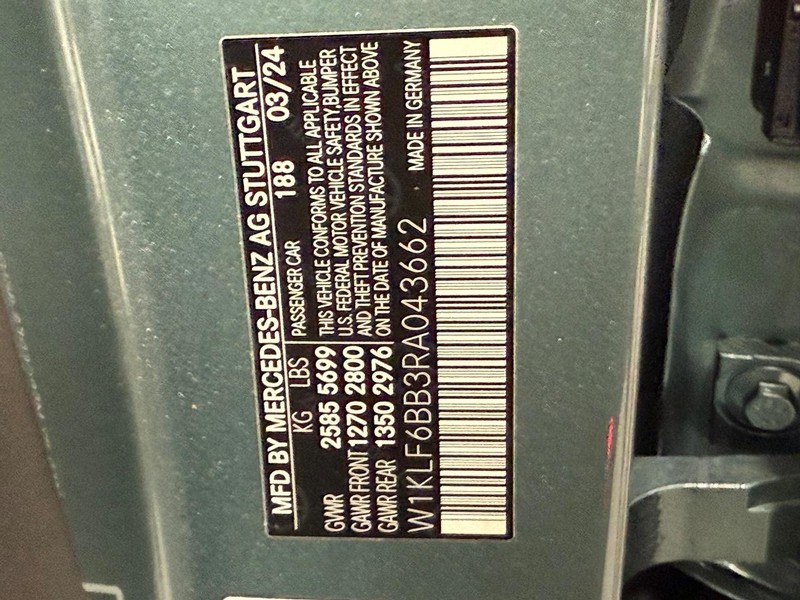 MFD BY MERCEDES-BENZ AG STUTTGART
KG LBS PASSENGER CAR 188 03/24
GVWR 2585 5699 THIS VEHICLE CONFORMS TO ALL APPLICABLE
GAWR FRONT 1270 2800 U.S. FEDERAL MOTOR VEHICLE SAFETY,BUMPER
GAWR REAR 1350 2976 AND THEFT PREVENTION STANDARDS IN EFFECT
ON THE DATE OF MANUFACTURE SHOWN ABOVE
W1KLF6BB3RA043662 MADE IN GERMANY